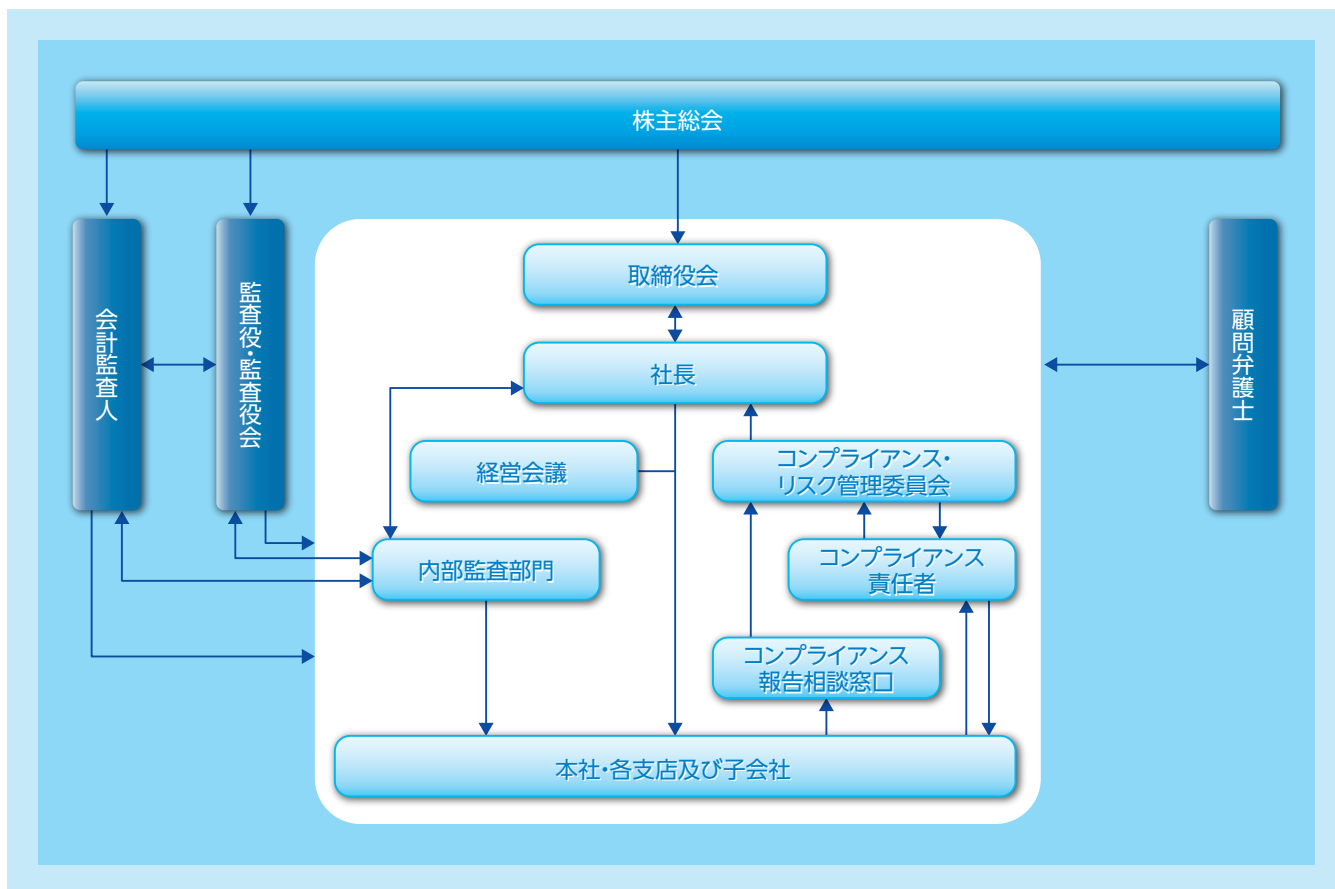 株主総会
会計監査人
監査役・監査役会
取締役会
社長
経営会議
コンプライアンス・
リスク管理委員会
内部監査部門
コンプライアンス
責任者
コンプライアンス
報告相談窓口
本社・各支店及び子会社
顧問弁護士